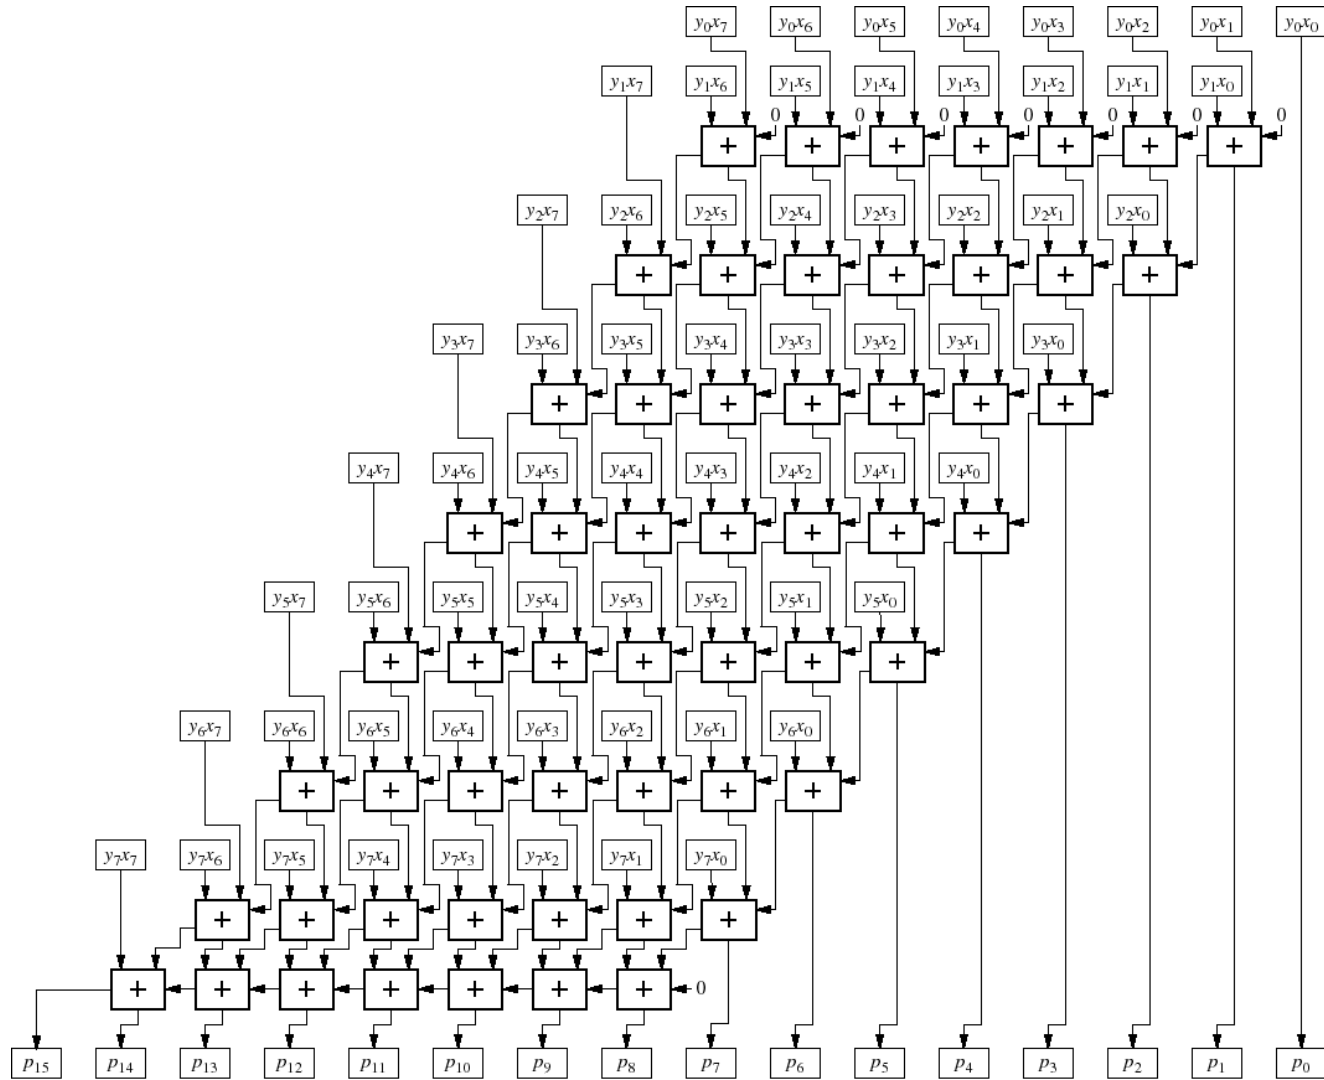 y₀x₇ y₀x₆ y₀x₅ y₀x₄ y₀x₃ y₀x₂ y₀x₁ y₀x₀
y₁x₇ y₁x₆ y₁x₅ y₁x₄ y₁x₃ y₁x₂ y₁x₁ y₁x₀
0 0 0 0 0 0 0
+ + + + + + +
y₂x₇ y₂x₆ y₂x₅ y₂x₄ y₂x₃ y₂x₂ y₂x₁ y₂x₀
+ + + + + + +
y₃x₇ y₃x₆ y₃x₅ y₃x₄ y₃x₃ y₃x₂ y₃x₁ y₃x₀
+ + + + + + +
y₄x₇ y₄x₆ y₄x₅ y₄x₄ y₄x₃ y₄x₂ y₄x₁ y₄x₀
+ + + + + + +
y₅x₇ y₅x₆ y₅x₅ y₅x₄ y₅x₃ y₅x₂ y₅x₁ y₅x₀
+ + + + + + +
y₆x₇ y₆x₆ y₆x₅ y₆x₄ y₆x₃ y₆x₂ y₆x₁ y₆x₀
+ + + + + + +
y₇x₇ y₇x₆ y₇x₅ y₇x₄ y₇x₃ y₇x₂ y₇x₁ y₇x₀
+ + + + + + +
+ + + + + + + 0
p₁₅ p₁₄ p₁₃ p₁₂ p₁₁ p₁₀ p₉ p₈ p₇ p₆ p₅ p₄ p₃ p₂ p₁ p₀